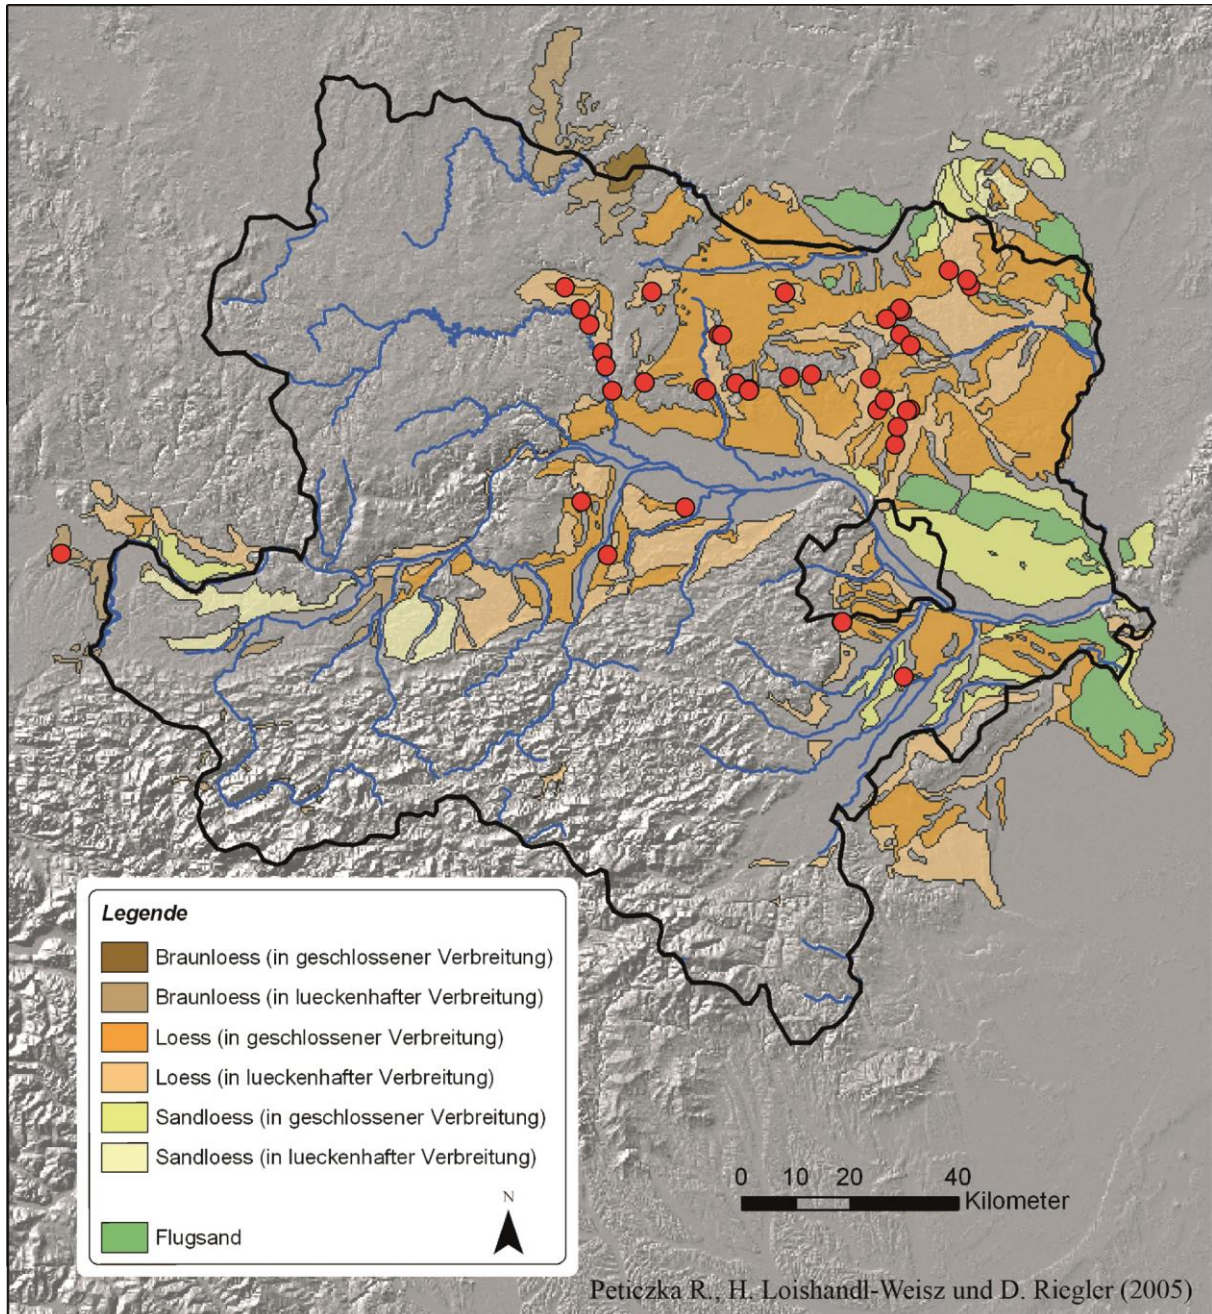 Legende
Braunloess (in geschlossener Verbreitung)
Braunloess (in lueckenhafter Verbreitung)
Loess (in geschlossener Verbreitung)
Loess (in lueckenhafter Verbreitung)
Sandloess (in geschlossener Verbreitung)
Sandloess (in lueckenhafter Verbreitung)
Flugsand
N
0 10 20 40
Kilometer
Peticzka R., H. Loishandl-Weisz und D. Riegler (2005)